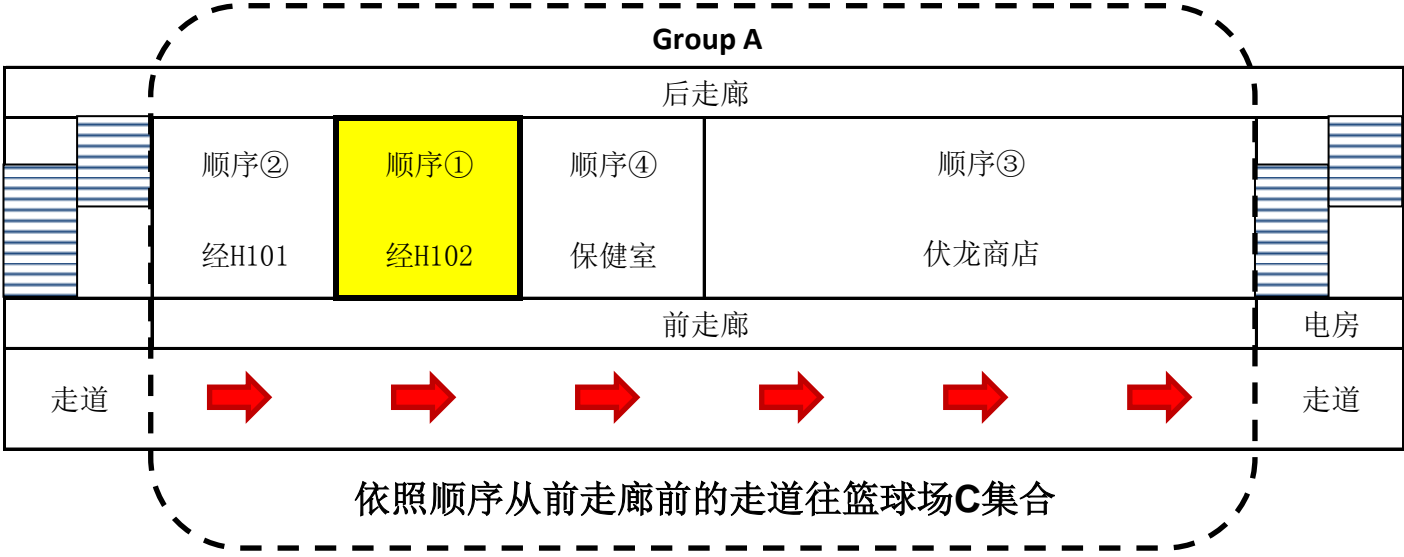 Group A
后走廊
顺序② 顺序① 顺序④ 顺序③
经H101 经H102 保健室 伏龙商店
前走廊 电房
走道 走道
依照顺序从前走廊前的走道往篮球场C集合